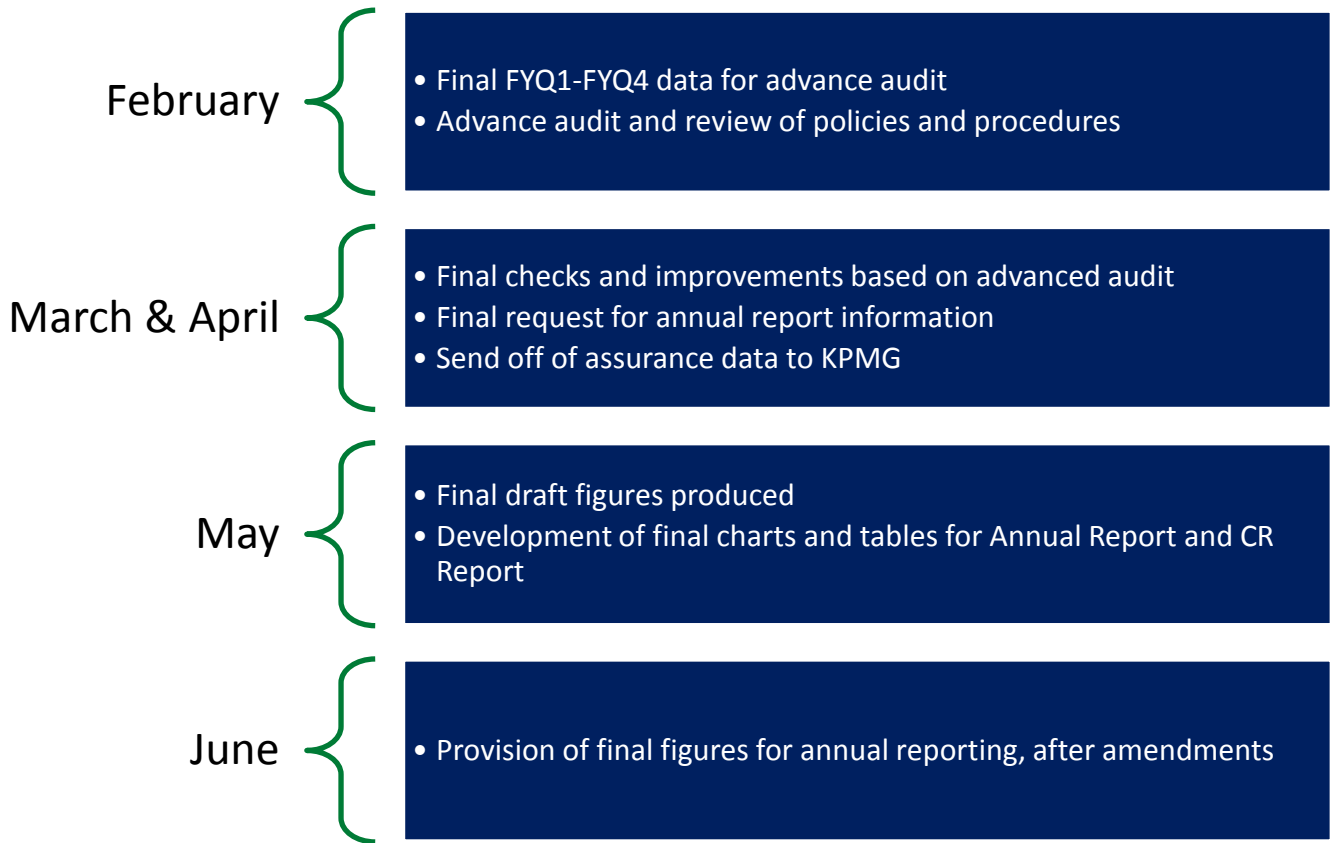 February
• Final FYQ1-FYQ4 data for advance audit
• Advance audit and review of policies and procedures
March & April
• Final checks and improvements based on advanced audit
• Final request for annual report information
• Send off of assurance data to KPMG
May
• Final draft figures produced
• Development of final charts and tables for Annual Report and CR
Report
June
• Provision of final figures for annual reporting, after amendments